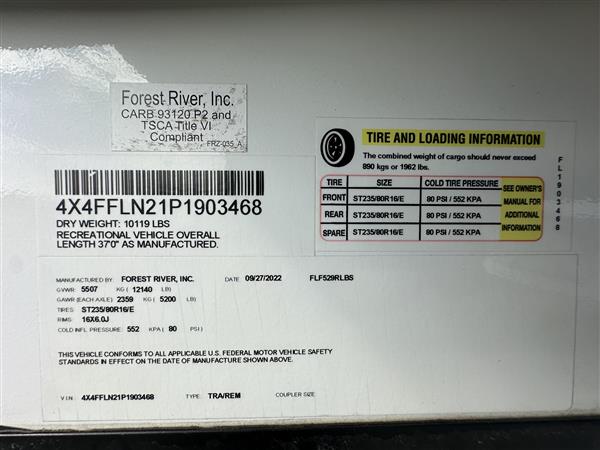 Forest River, Inc.
CARB 93120 P2 and
TSCA Title VI
Compliant
FRZ-035_A
4X4FFLN21P1903468
DRY WEIGHT: 10119 LBS
RECREATIONAL VEHICLE OVERALL
LENGTH 37'0" AS MANUFACTURED.
TIRE AND LOADING INFORMATION
The combined weight of cargo should never exceed
890 kgs or 1962 lbs.
TIRE SIZE COLD TIRE PRESSURE SEE OWNER'S MANUAL FOR ADDITIONAL INFORMATION
FRONT ST235/80R16/E 80 PSI / 552 KPA
REAR ST235/80R16/E 80 PSI / 552 KPA
SPARE ST235/80R16/E 80 PSI / 552 KPA
FL1903468
MANUFACTURED BY: FOREST RIVER, INC. DATE: 09/27/2022 FLF529RLBS
GVWR: 5507 KG ( 12140 LB)
GAWR (EACH AXLE) 2359 KG ( 5200 LB)
TIRES: ST235/80R16/E
RIMS: 16X6.0J
COLD INFL. PRESSURE: 552 KPA ( 80 PSI)
THIS VEHICLE CONFORMS TO ALL APPLICABLE U.S. FEDERAL MOTOR VEHICLE SAFETY
STANDARDS IN EFFECT ON THE DATE OF MANUFACTURE SHOWN ABOVE.
V.I.N.: 4X4FFLN21P1903468 TYPE: TRA/REM COUPLER SIZE: